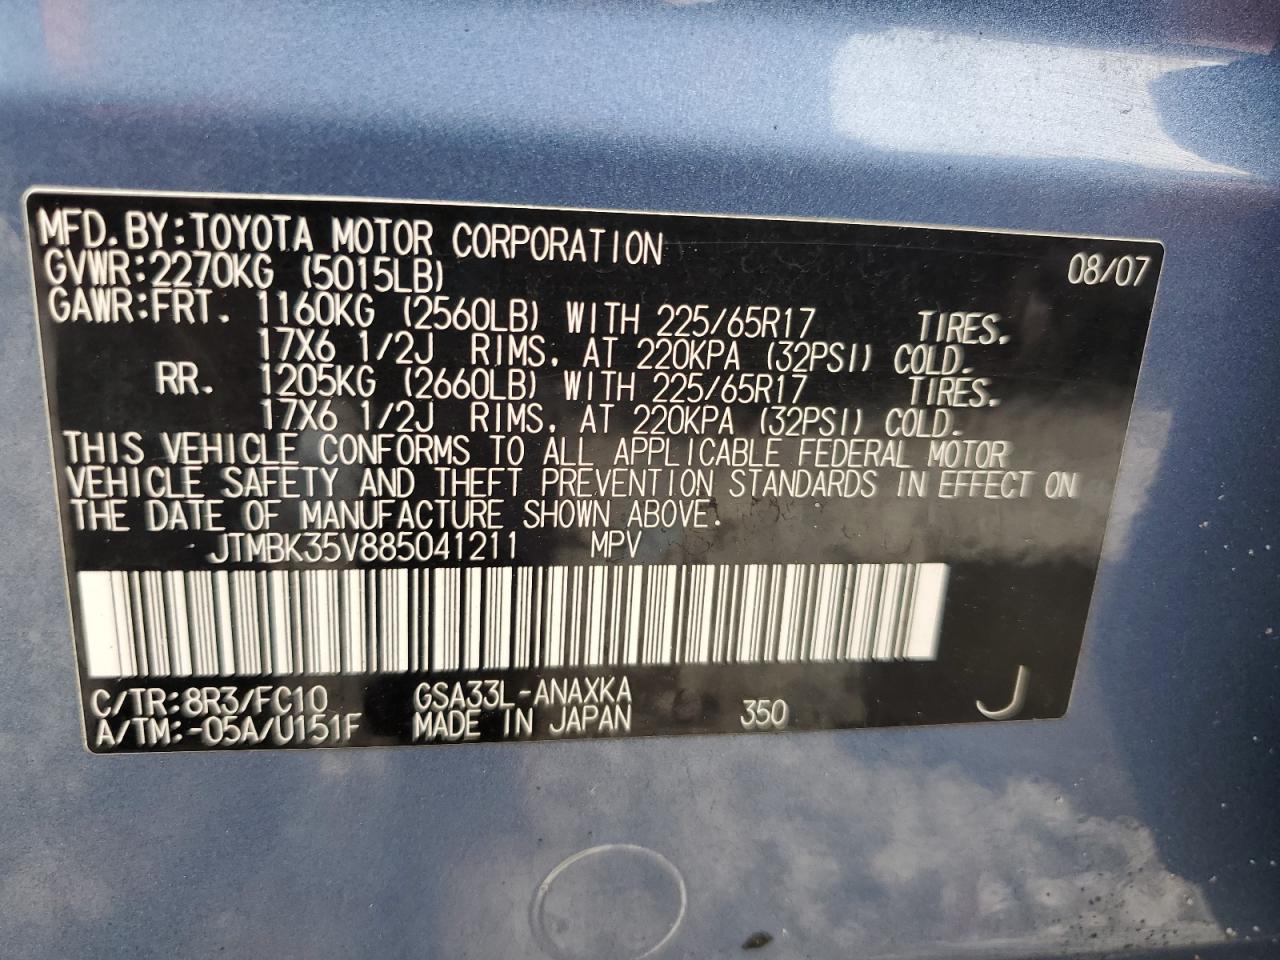 MFD.BY:TOYOTA MOTOR CORPORATION 08/07
GVWR:2270KG (5015LB)
GAWR:FRT. 1160KG (2560LB) WITH 225/65R17 TIRES.
17X6 1/2J RIMS, AT 220KPA (32PSI) COLD.
RR. 1205KG (2660LB) WITH 225/65R17 TIRES.
17X6 1/2J RIMS, AT 220KPA (32PSI) COLD.
THIS VEHICLE CONFORMS TO ALL APPLICABLE FEDERAL MOTOR
VEHICLE SAFETY AND THEFT PREVENTION STANDARDS IN EFFECT ON
THE DATE OF MANUFACTURE SHOWN ABOVE.
JTMBK35V885041211 MPV
C/TR:8R3/FC10 GSA33L-ANAXKA J
A/TM:-05A/U151F MADE IN JAPAN 350